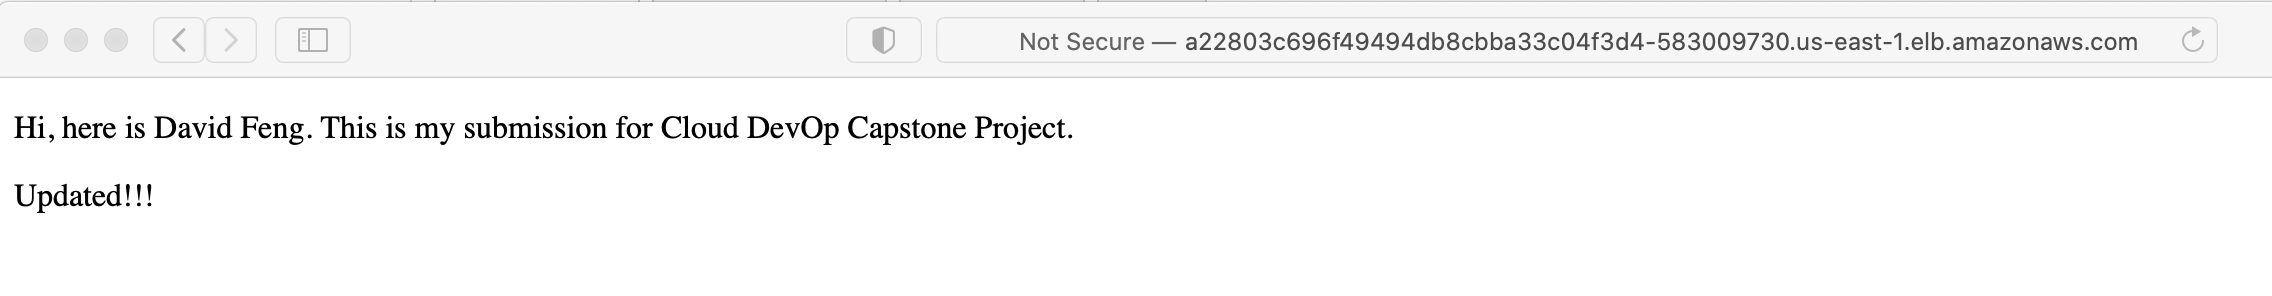 Not Secure — a22803c696f49494db8cbba33c04f3d4-583009730.us-east-1.elb.amazonaws.com
Hi, here is David Feng. This is my submission for Cloud DevOp Capstone Project.
Updated!!!